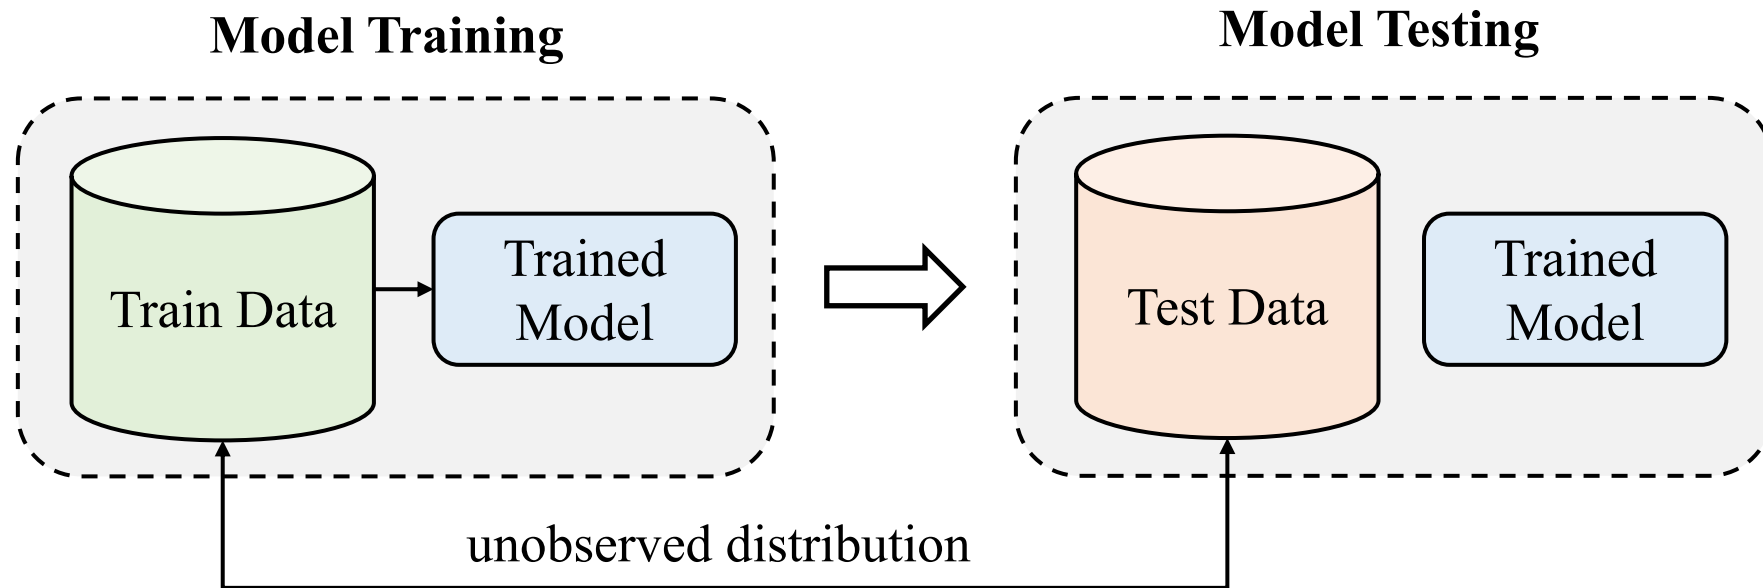 Model Training
Model Testing
Train Data
Trained
Model
Test Data
Trained
Model
unobserved distribution